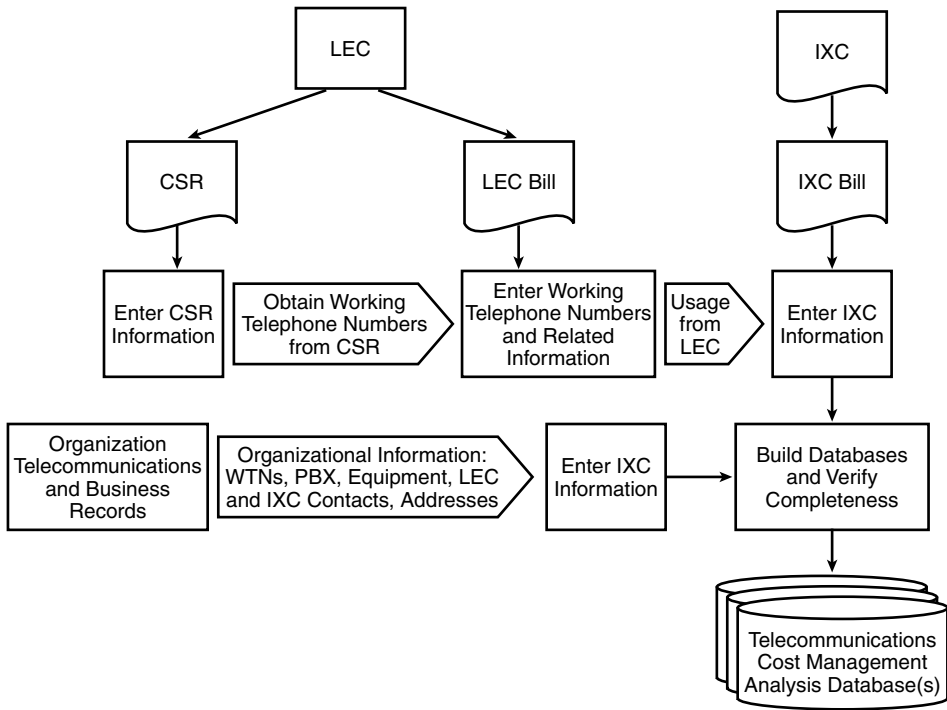 LEC
IXC
CSR
LEC Bill
IXC Bill
Enter CSR
Information
Obtain Working
Telephone Numbers
from CSR
Enter Working
Telephone Numbers
and Related
Information
Usage
from
LEC
Enter IXC
Information
Organization
Telecommunications
and Business
Records
Organizational Information:
WTNs, PBX, Equipment, LEC
and IXC Contacts, Addresses
Enter IXC
Information
Build Databases
and Verify
Completeness
Telecommunications
Cost Management
Analysis Database(s)